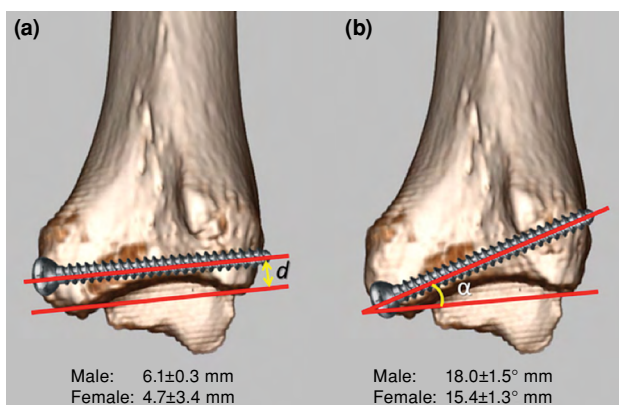 (a)
(b)
d
α
Male: 6.1±0.3 mm
Female: 4.7±3.4 mm
Male: 18.0±1.5° mm
Female: 15.4±1.3° mm